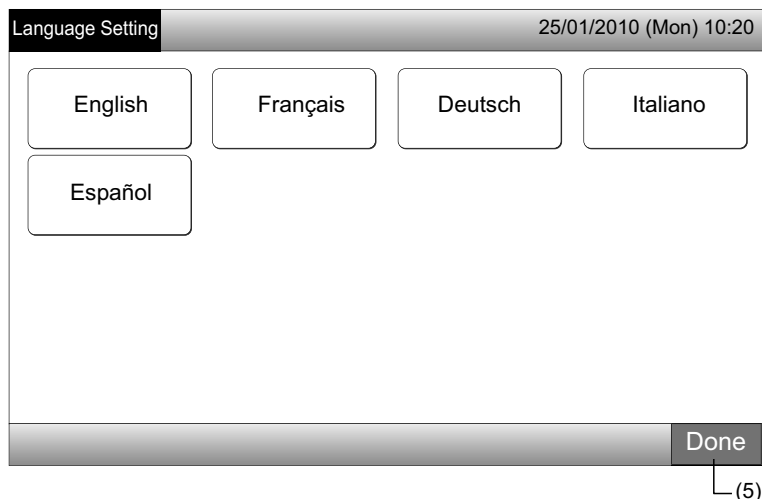 Language Setting 25/01/2010 (Mon) 10:20
English Français Deutsch Italiano
Español
Done
(5)